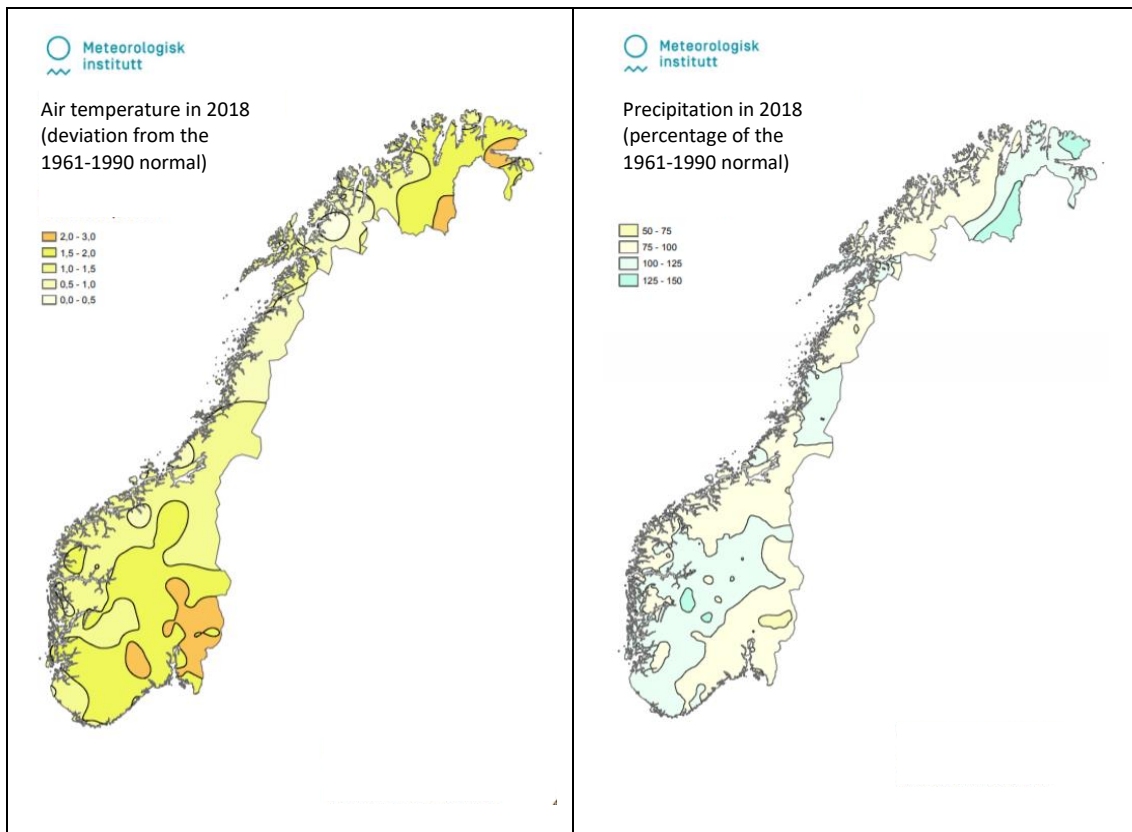 Meteorologisk
institutt
Air temperature in 2018
(deviation from the
1961-1990 normal)
2,0 - 3,0
1,5 - 2,0
1,0 - 1,5
0,5 - 1,0
0,0 - 0,5
Meteorologisk
institutt
Precipitation in 2018
(percentage of the
1961-1990 normal)
50 - 75
75 - 100
100 - 125
125 - 150